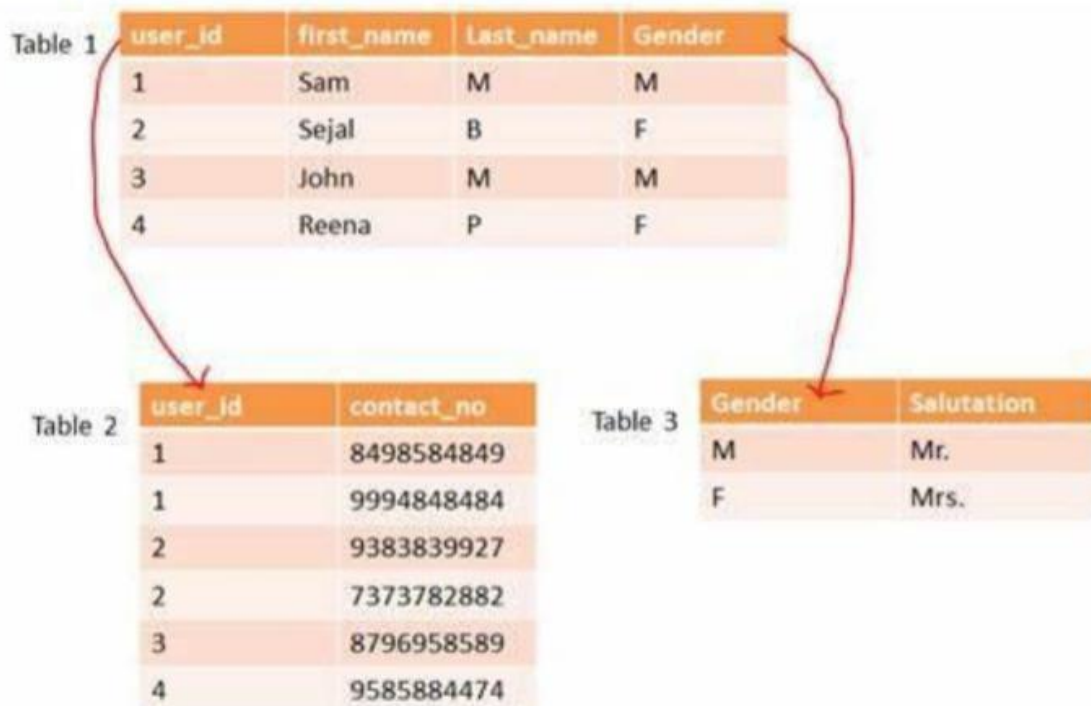 Table 1
user_id first_name Last_name Gender
1 Sam M M
2 Sejal B F
3 John M M
4 Reena P F
Table 2
user_id contact_no
1 8498584849
1 9994848484
2 9383839927
2 7373782882
3 8796958589
4 9585884474
Table 3
Gender Salutation
M Mr.
F Mrs.